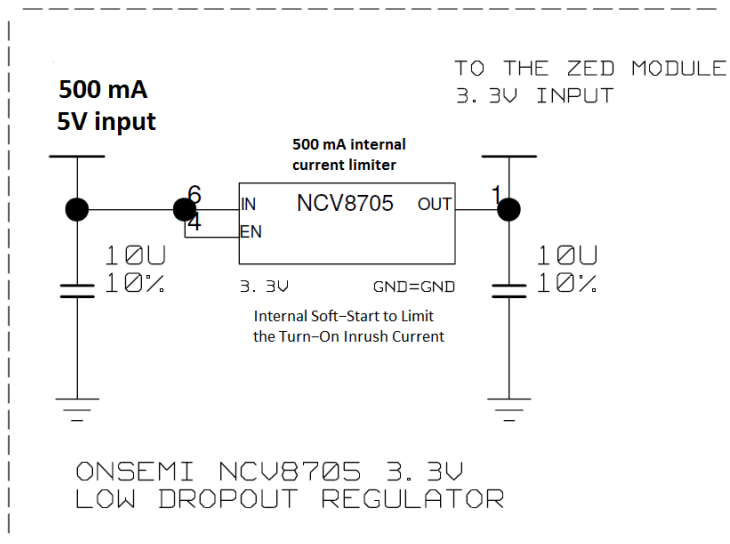 500 mA
5V input
TO THE ZED MODULE
3.3V INPUT
500 mA internal
current limiter
6
4
IN
EN
NCV8705
OUT
1
10U
10%
3.3V
GND=GND
10U
10%
Internal Soft−Start to Limit
the Turn−On Inrush Current
ONSEMI NCV8705 3.3V
LOW DROPOUT REGULATOR